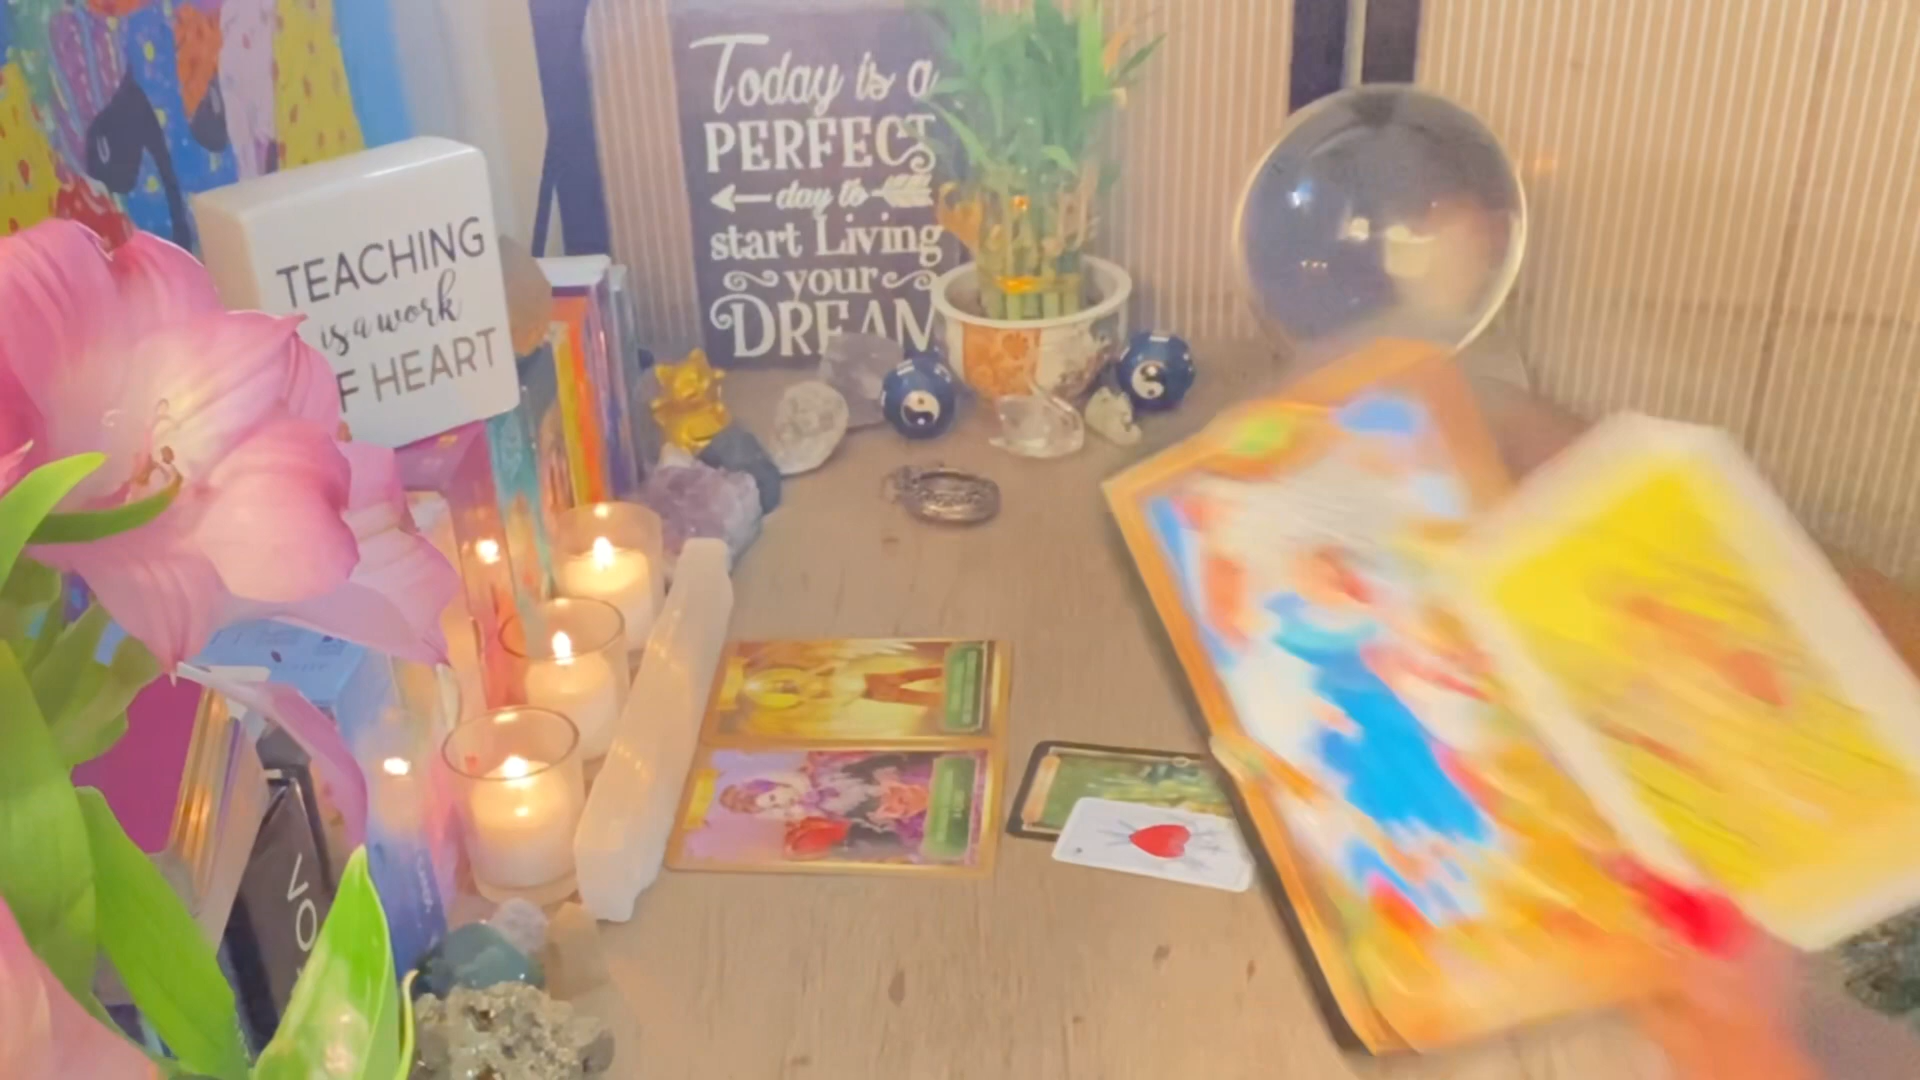 TEACHING
is a work
F HEART
Today is a
PERFECT
day to
start Living
your
DREAM